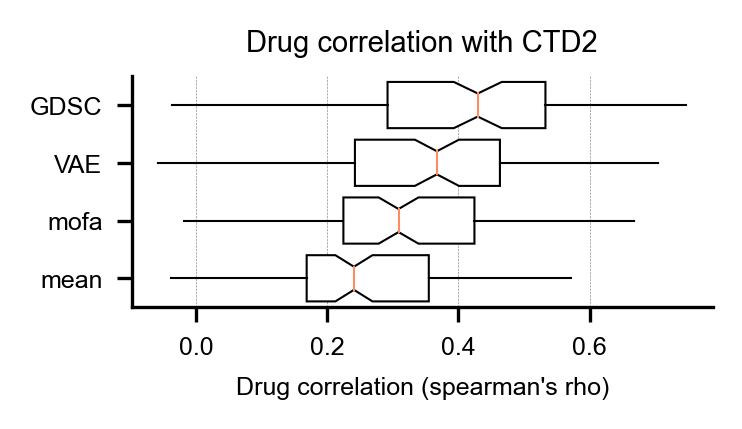 Drug correlation with CTD2
GDSC
VAE
mofa
mean
0.0 0.2 0.4 0.6
Drug correlation (spearman's rho)